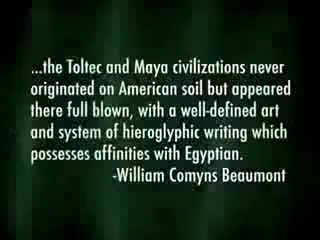 ...the Toltec and Maya civilizations never
originated on American soil but appeared
there full blown, with a well-defined art
and system of hieroglyphic writing which
possesses affinities with Egyptian.
-William Comyns Beaumont